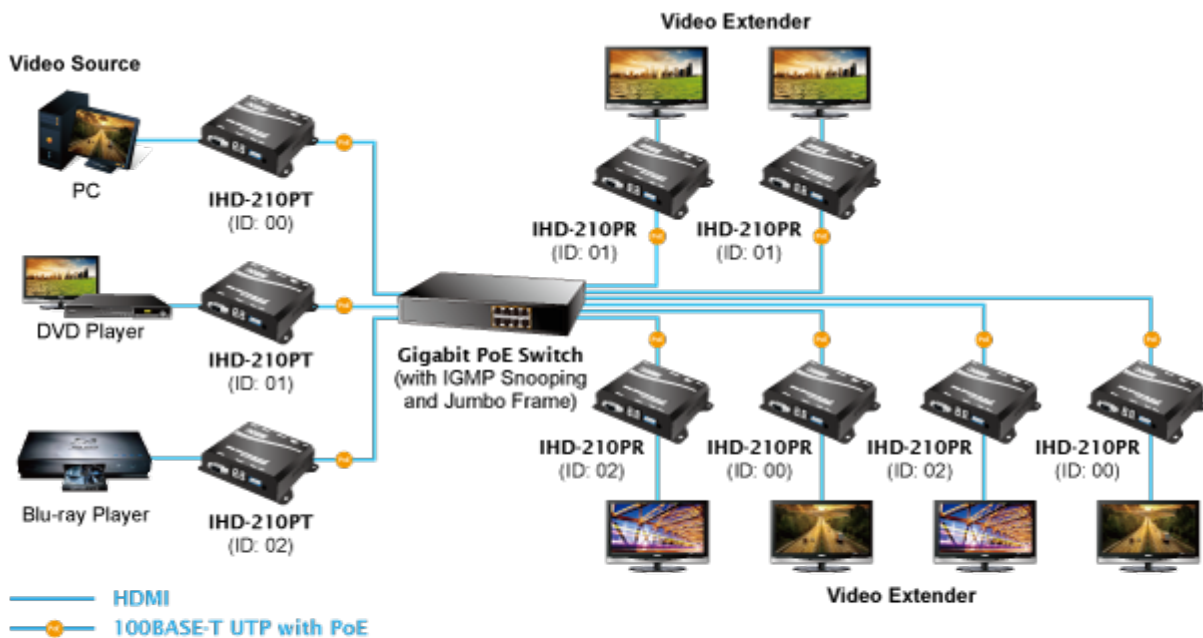 Video Extender
Video Source
PC
IHD-210PT
(ID: 00)
IHD-210PR
(ID: 01)
IHD-210PR
(ID: 01)
DVD Player
IHD-210PT
(ID: 01)
Gigabit PoE Switch
(with IGMP Snooping
and Jumbo Frame)
IHD-210PR
(ID: 02)
IHD-210PR
(ID: 00)
IHD-210PR
(ID: 02)
IHD-210PR
(ID: 00)
Blu-ray Player
IHD-210PT
(ID: 02)
Video Extender
HDMI
PoE
100BASE-T UTP with PoE